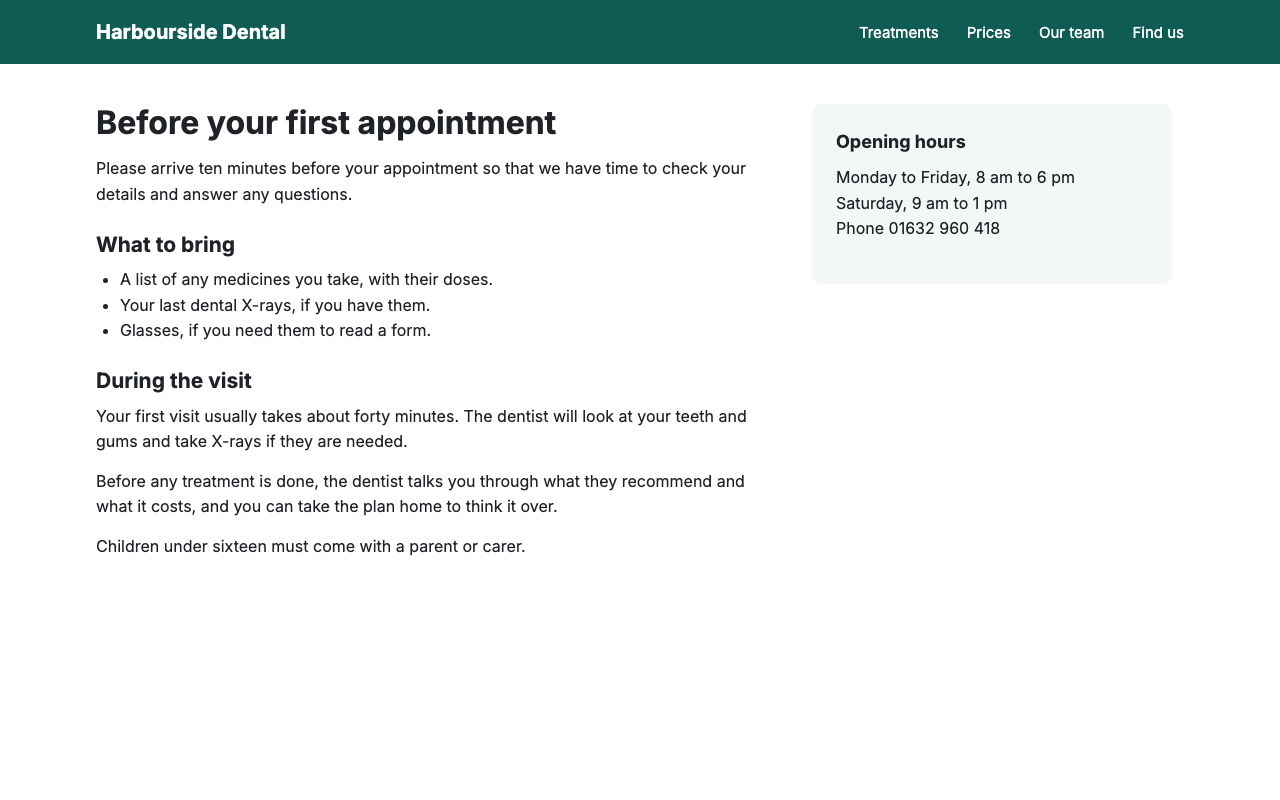 Harbourside Dental
Treatments Prices Our team Find us
Before your first appointment
Please arrive ten minutes before your appointment so that we have time to check your
details and answer any questions.
What to bring
• A list of any medicines you take, with their doses.
• Your last dental X-rays, if you have them.
• Glasses, if you need them to read a form.
During the visit
Your first visit usually takes about forty minutes. The dentist will look at your teeth and
gums and take X-rays if they are needed.
Before any treatment is done, the dentist talks you through what they recommend and
what it costs, and you can take the plan home to think it over.
Children under sixteen must come with a parent or carer.
Opening hours
Monday to Friday, 8 am to 6 pm
Saturday, 9 am to 1 pm
Phone 01632 960 418